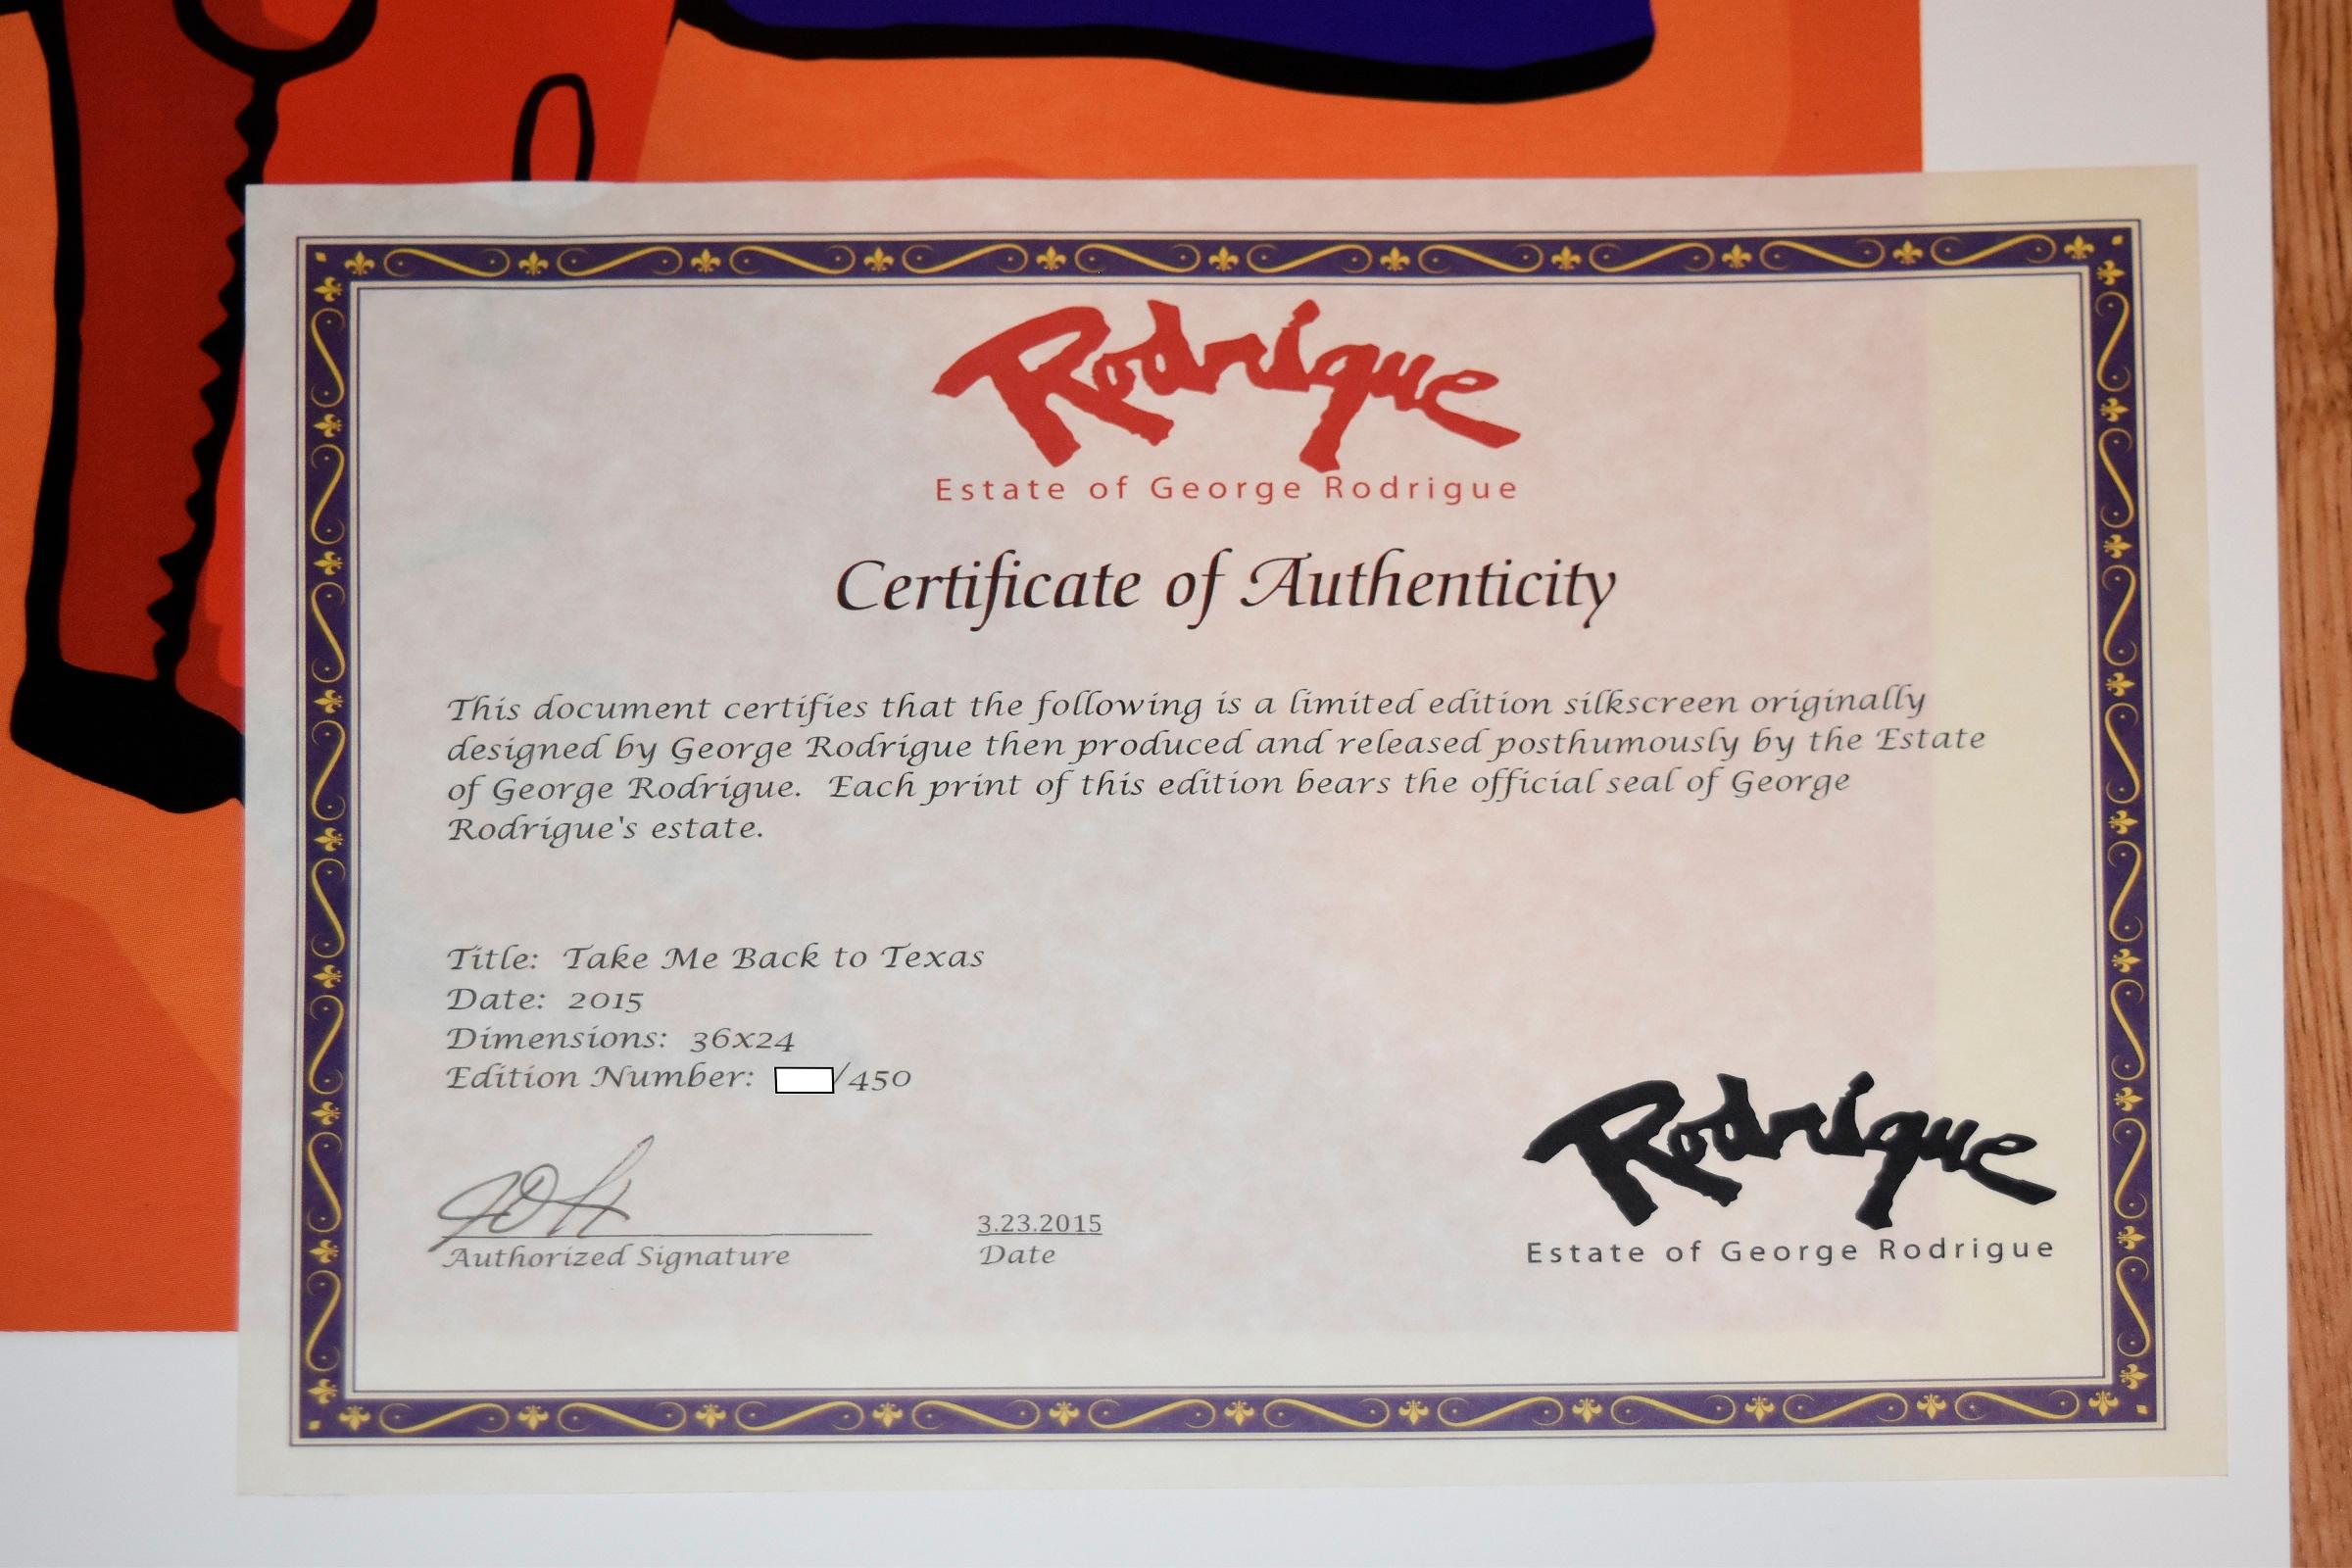 Rodrigue
Estate of George Rodrigue
Certificate of Authenticity
This document certifies that the following is a limited edition silkscreen originally
designed by George Rodrigue then produced and released posthumously by the Estate
of George Rodrigue. Each print of this edition bears the official seal of George
Rodrigue's estate.
Title: Take Me Back to Texas
Date: 2015
Dimensions: 36x24
Edition Number: /450
3.23.2015
Authorized Signature Date
Rodrigue
Estate of George Rodrigue